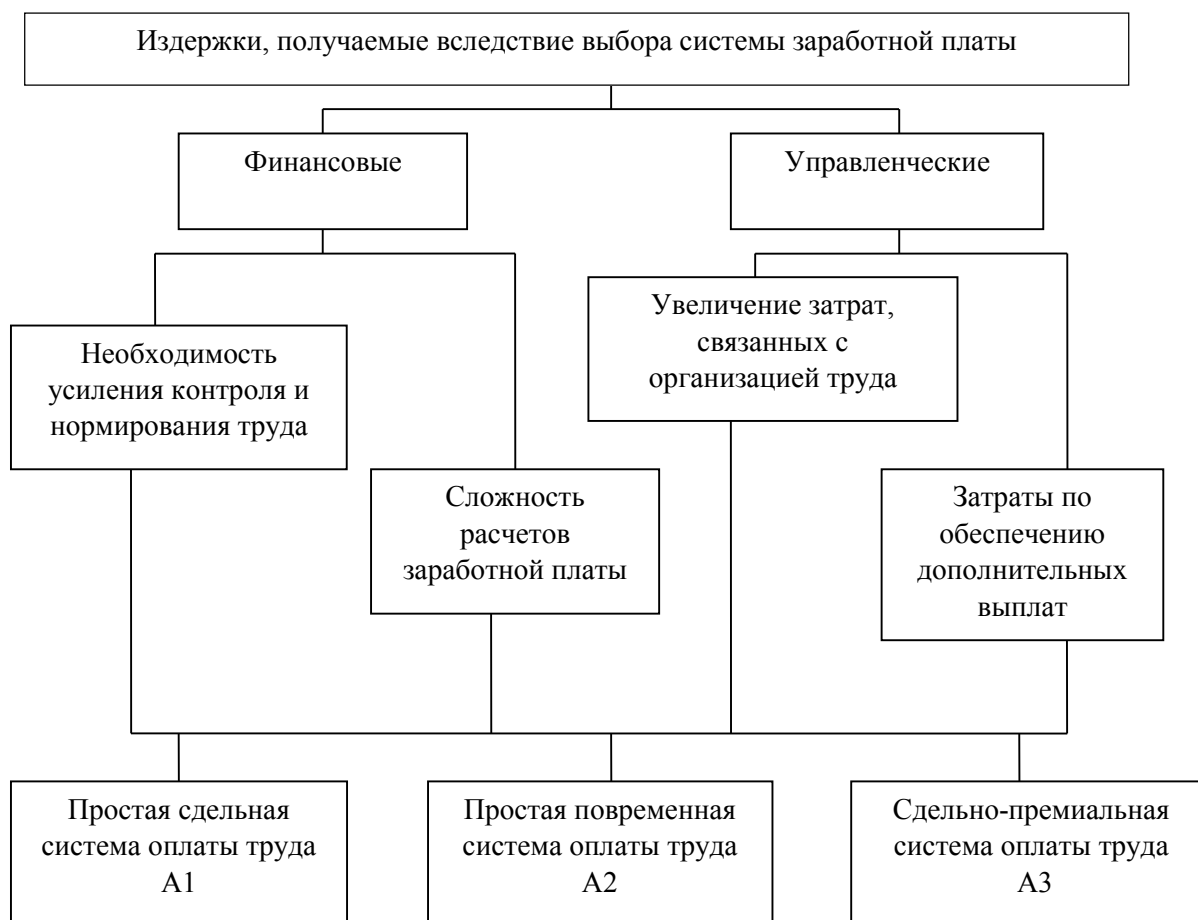 Издержки, получаемые вследствие выбора системы заработной платы
Финансовые
Управленческие
Необходимость
усиления контроля и
нормирования труда
Сложность
расчетов
заработной платы
Увеличение затрат,
связанных с
организацией труда
Затраты по
обеспечению
дополнительных
выплат
Простая сдельная
система оплаты труда
А1
Простая повременная
система оплаты труда
А2
Сдельно-премиальная
система оплаты труда
А3